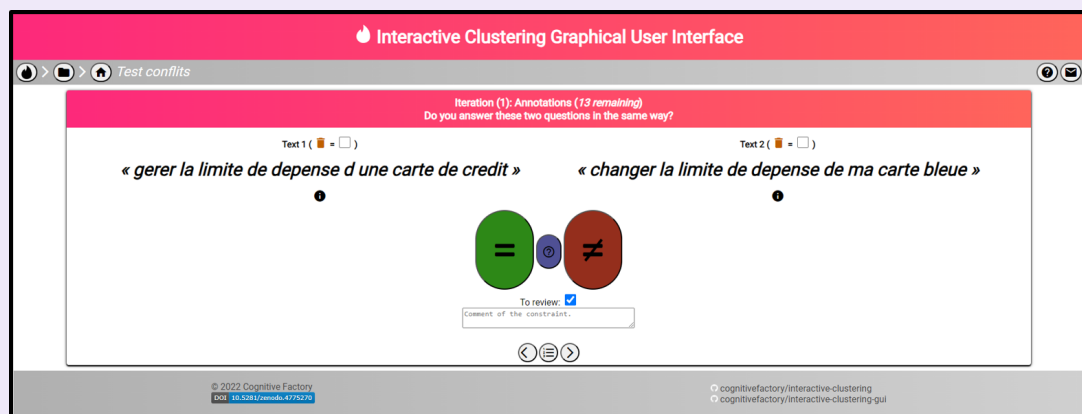 Interactive Clustering Graphical User Interface
Test conflits
Iteration (1): Annotations (13 remaining)
Do you answer these two questions in the same way?
Text 1 ( = )
Text 2 ( = )
« gerer la limite de depense d une carte de credit »
« changer la limite de depense de ma carte bleue »
= ≠
To review:
Comment of the constraint.
© 2022 Cognitive Factory
DOI 10.5281/zenodo.4775270
cognitivefactory/interactive-clustering
cognitivefactory/interactive-clustering-gui